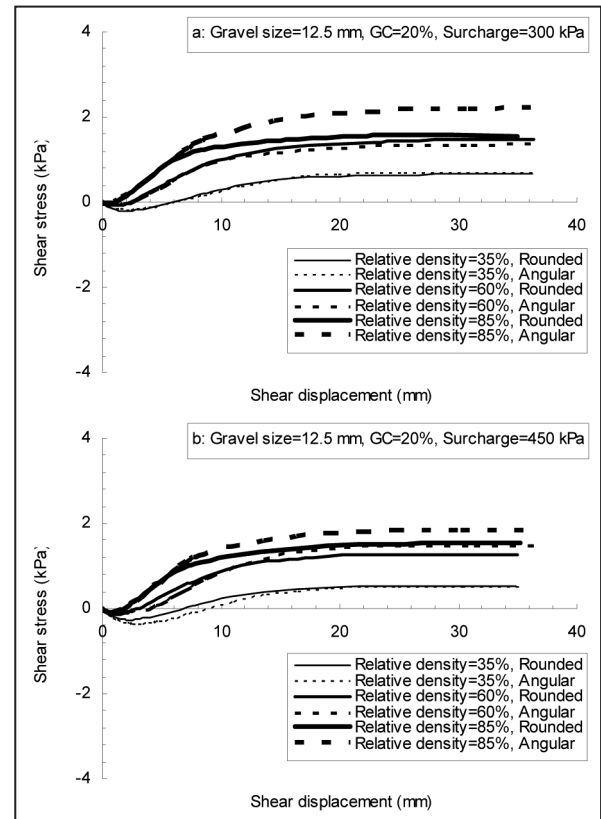 a: Gravel size=12.5 mm, GC=20%, Surcharge=300 kPa
4
2
0
-2
-4
Shear stress (kPa)
0 10 20 30 40
Relative density=35%, Rounded
Relative density=35%, Angular
Relative density=60%, Rounded
Relative density=60%, Angular
Relative density=85%, Rounded
Relative density=85%, Angular
Shear displacement (mm)
b: Gravel size=12.5 mm, GC=20%, Surcharge=450 kPa
4
2
0
-2
-4
Shear stress (kPa)
0 10 20 30 40
Relative density=35%, Rounded
Relative density=35%, Angular
Relative density=60%, Rounded
Relative density=60%, Angular
Relative density=85%, Rounded
Relative density=85%, Angular
Shear displacement (mm)